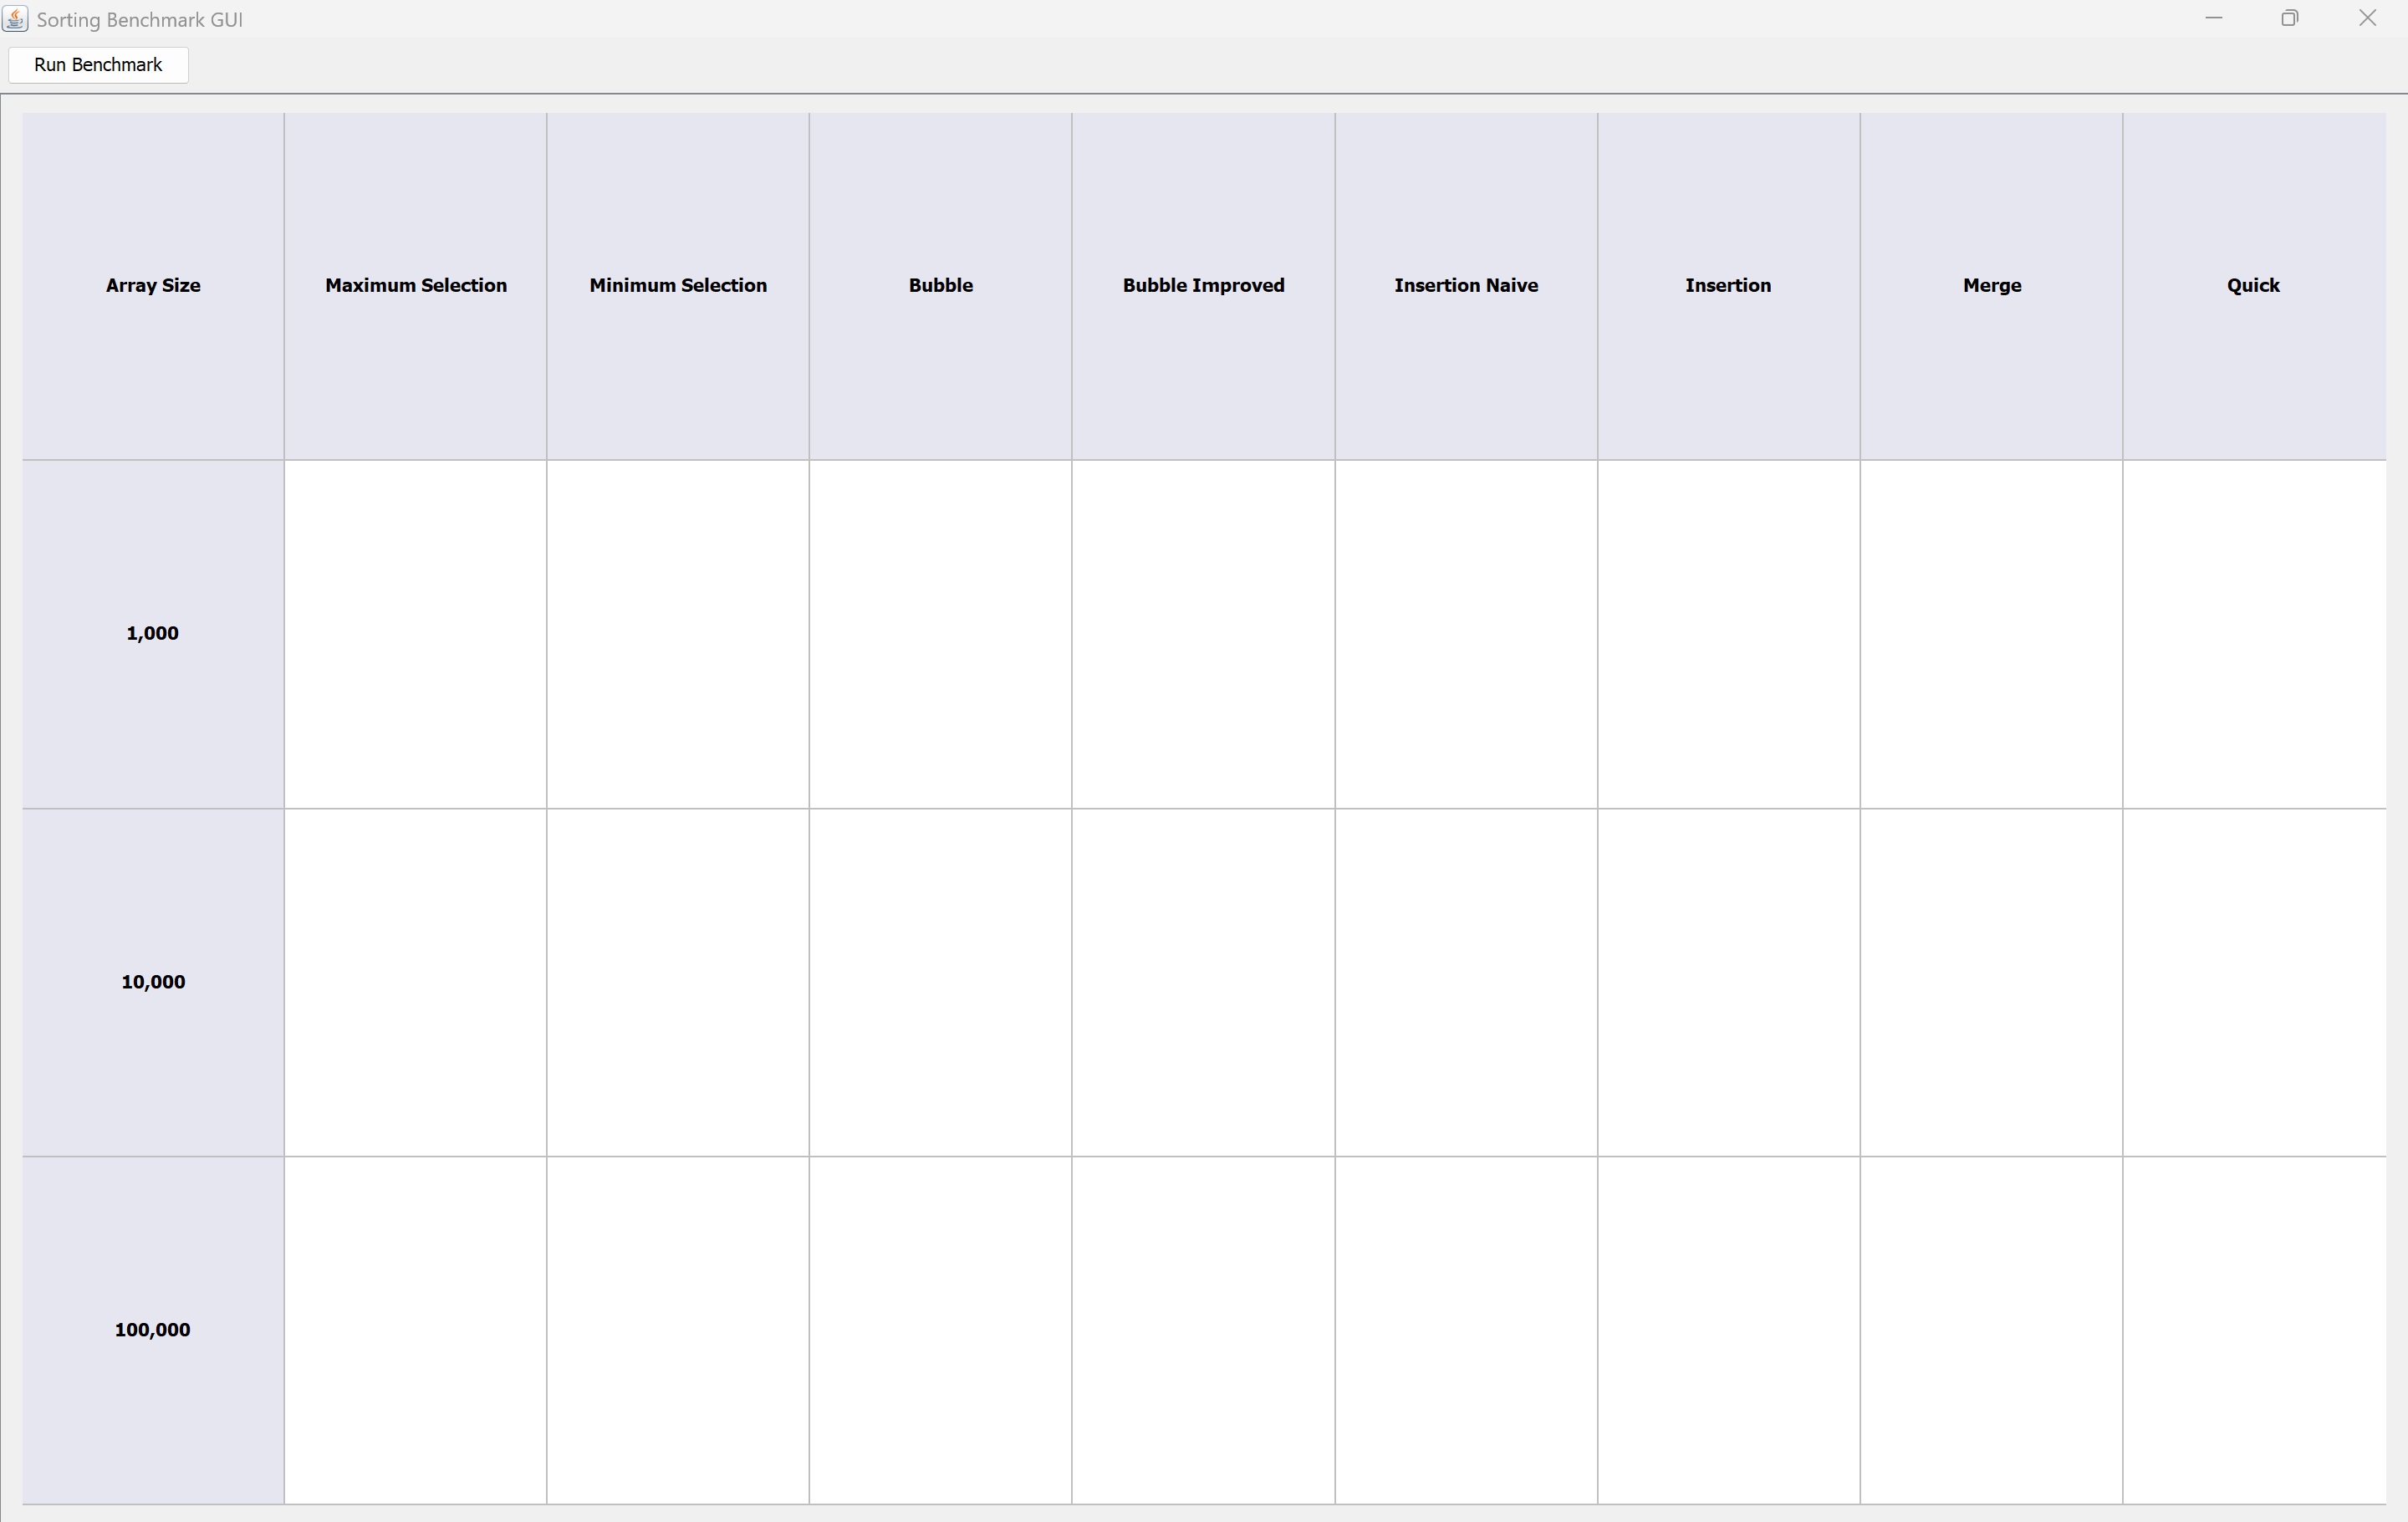 Sorting Benchmark GUI
Run Benchmark
Array Size Maximum Selection Minimum Selection Bubble Bubble Improved Insertion Naive Insertion Merge Quick
1,000
10,000
100,000